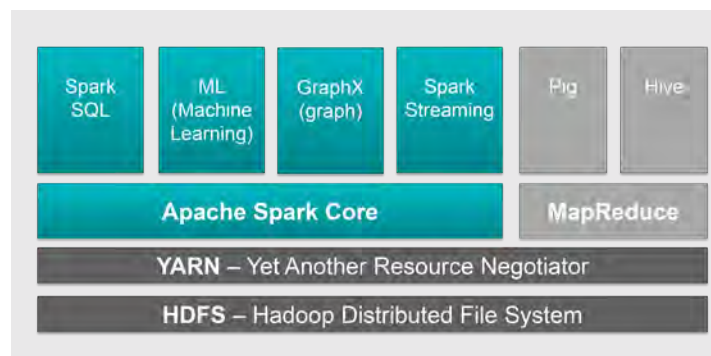 Spark
SQL
ML
(Machine
Learning)
GraphX
(graph)
Spark
Streaming
Pig
Hive
Apache Spark Core
MapReduce
YARN – Yet Another Resource Negotiator
HDFS – Hadoop Distributed File System